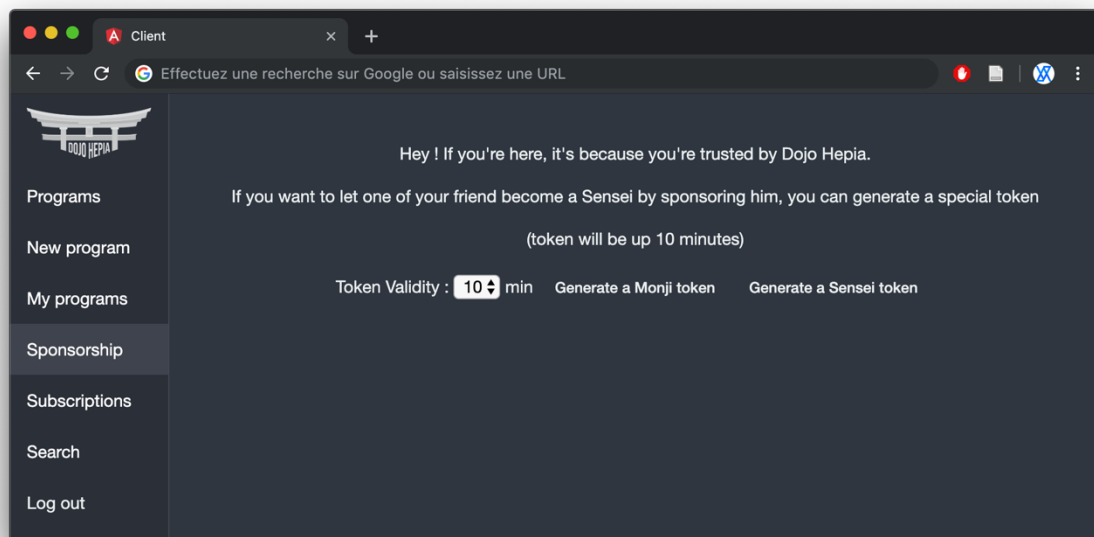 Client
Effectuez une recherche sur Google ou saisissez une URL
DOJO HEPIA
Programs
New program
My programs
Sponsorship
Subscriptions
Search
Log out
Hey ! If you're here, it's because you're trusted by Dojo Hepia.
If you want to let one of your friend become a Sensei by sponsoring him, you can generate a special token
(token will be up 10 minutes)
Token Validity : 10 min Generate a Monji token Generate a Sensei token